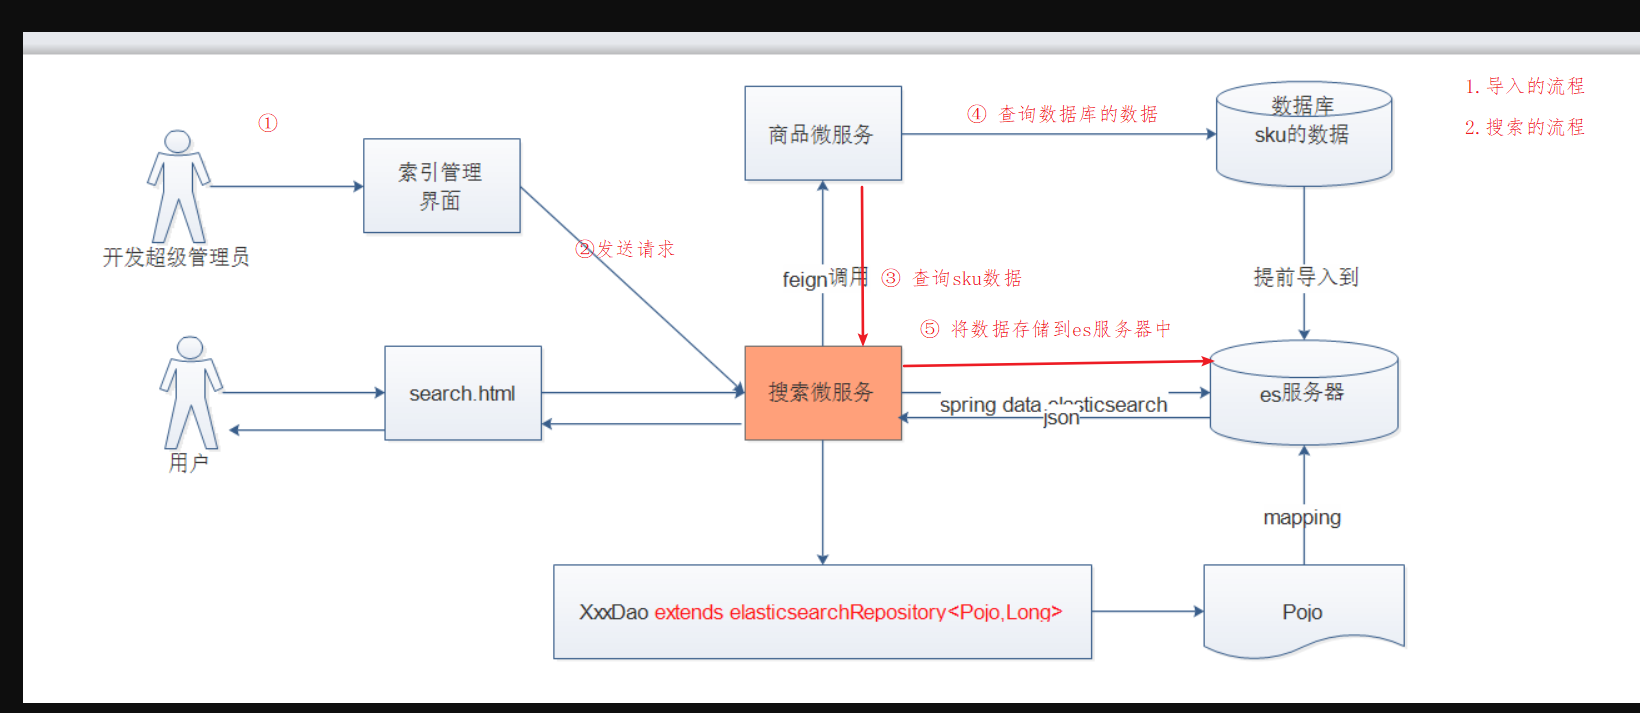 1.导入的流程
2.搜索的流程
①
开发超级管理员
索引管理
界面
②发送请求
商品微服务
④ 查询数据库的数据
数据库
sku的数据
feign调用
③ 查询sku数据
提前导入到
⑤ 将数据存储到es服务器中
用户
search.html
搜索微服务
spring data elasticsearch
json
es服务器
mapping
XxxDao extends elasticsearchRepository<Pojo,Long>
Pojo